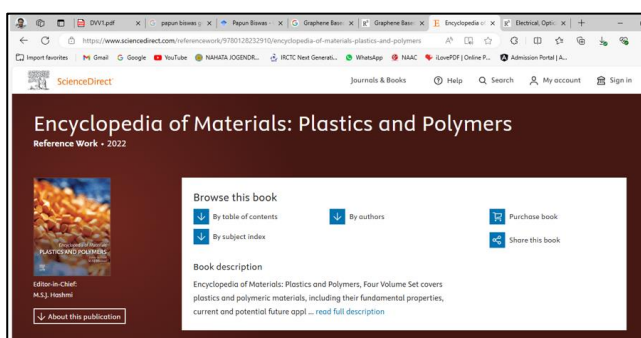 DVV1.pdf
papun biswas g
Papun Biswas -
Graphene Base
Graphene Base
Encyclopedia of
Electrical, Optic
https://www.sciencedirect.com/referencework/9780128232910/encyclopedia-of-materials-plastics-and-polymers
Import favorites
Gmail
Google
YouTube
NAHATA JOGENDR...
IRCTC Next Generati...
WhatsApp
NAAC
iLovePDF | Online P...
Admission Portal | A...
ScienceDirect
Journals & Books
Help
Search
My account
Sign in
Encyclopedia of Materials: Plastics and Polymers
Reference Work • 2022
Encyclopedia of Materials
PLASTICS AND POLYMERS
Editor-in-Chief:
M.S.J. Hashmi
About this publication
Browse this book
By table of contents
By authors
By subject index
Purchase book
Share this book
Book description
Encyclopedia of Materials: Plastics and Polymers, Four Volume Set covers
plastics and polymeric materials, including their fundamental properties,
current and potential future appl ... read full description